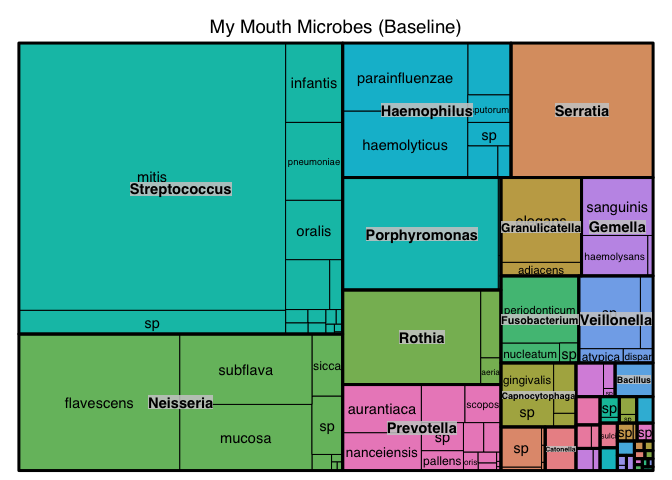 My Mouth Microbes (Baseline)
mitis
Streptococcus
infantis
pneumoniae
oralis
sp
flavescens
Neisseria
subflava
mucosa
sicca
sp
parainfluenzae
Haemophilus
haemolyticus
putorum
sp
Serratia
Porphyromonas
elegans
Granulicatella
adiacens
sanguinis
Gemella
haemolysans
Rothia
aeria
periodonticum
Fusobacterium
nucleatum
sp
sp
Veillonella
atypica
dispar
aurantiaca
Prevotella
nanceiensis
scopos
sp
pallens
oris
gingivalis
Capnocytophaga
sp
sp
Catonella
Bacillus
sp
sp
sp
sp